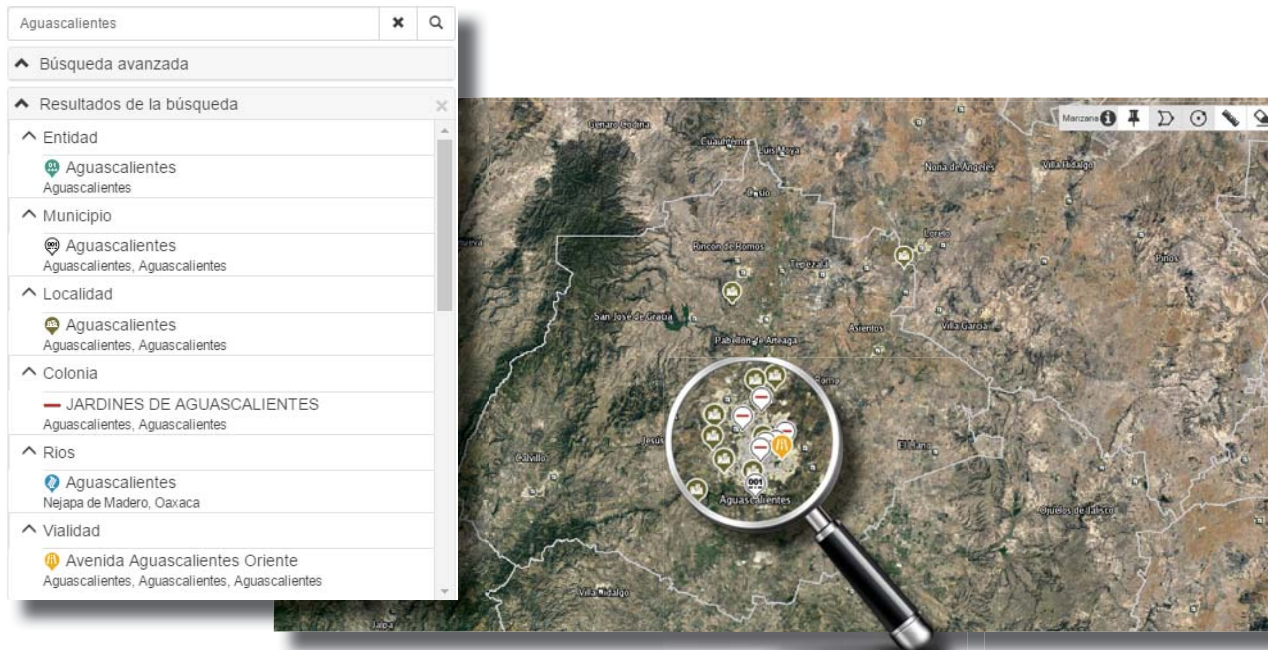 Aguascalientes
Búsqueda avanzada
Resultados de la búsqueda
Entidad
Aguascalientes
Aguascalientes
Municipio
Aguascalientes
Aguascalientes, Aguascalientes
Localidad
Aguascalientes
Aguascalientes, Aguascalientes
Colonia
JARDINES DE AGUASCALIENTES
Aguascalientes, Aguascalientes
Rios
Aguascalientes
Nejapa de Madero, Oaxaca
Vialidad
Avenida Aguascalientes Oriente
Aguascalientes, Aguascalientes, Aguascalientes
Manzana
Genaro Codina
Cuauhtémoc
Luis Moya
Noria de Ángeles
Villa Hidalgo
Cosío
Loreto
Rincón de Romos
Tepezalá
Pinos
San José de Gracia
Asientos
Villa García
Pabellón de Arteaga
Romo
Jesús
Calvillo
El Llano
001
Aguascalientes
Ojuelos de Jalisco
Villa Hidalgo
Jalpa